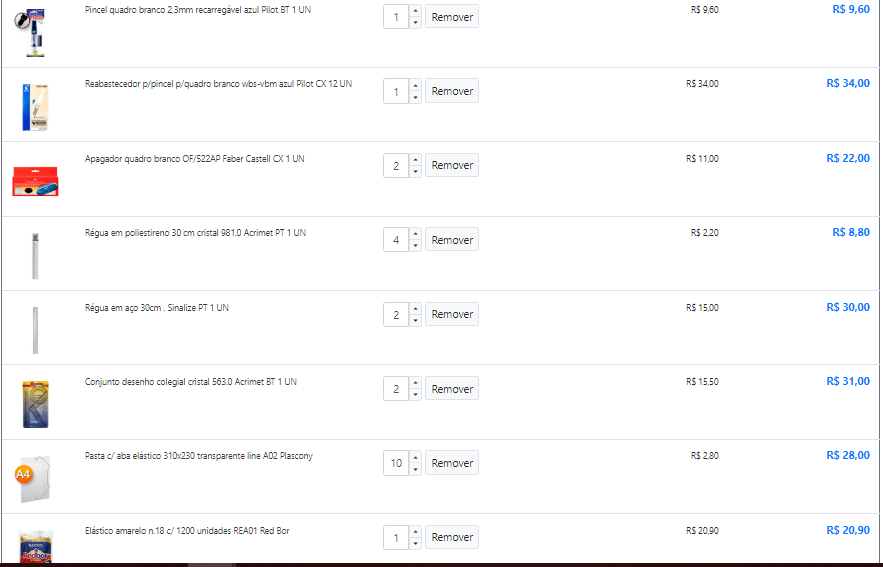 Pincel quadro branco 2,3mm recarregável azul Pilot BT 1 UN 1 Remover R$ 9,60 R$ 9,60
Reabastecedor p/pincel p/quadro branco wbs-vbm azul Pilot CX 12 UN 1 Remover R$ 34,00 R$ 34,00
Apagador quadro branco OF/522AP Faber Castell CX 1 UN 2 Remover R$ 11,00 R$ 22,00
Régua em poliestireno 30 cm cristal 981.0 Acrimet PT 1 UN 4 Remover R$ 2,20 R$ 8,80
Régua em aço 30cm . Sinalize PT 1 UN 2 Remover R$ 15,00 R$ 30,00
Conjunto desenho colegial cristal 563.0 Acrimet BT 1 UN 2 Remover R$ 15,50 R$ 31,00
Pasta c/ aba elástico 310x230 transparente line A02 Plascony 10 Remover R$ 2,80 R$ 28,00
A4
Elástico amarelo n.18 c/ 1200 unidades REA01 Red Bor 1 Remover R$ 20,90 R$ 20,90
Redbor